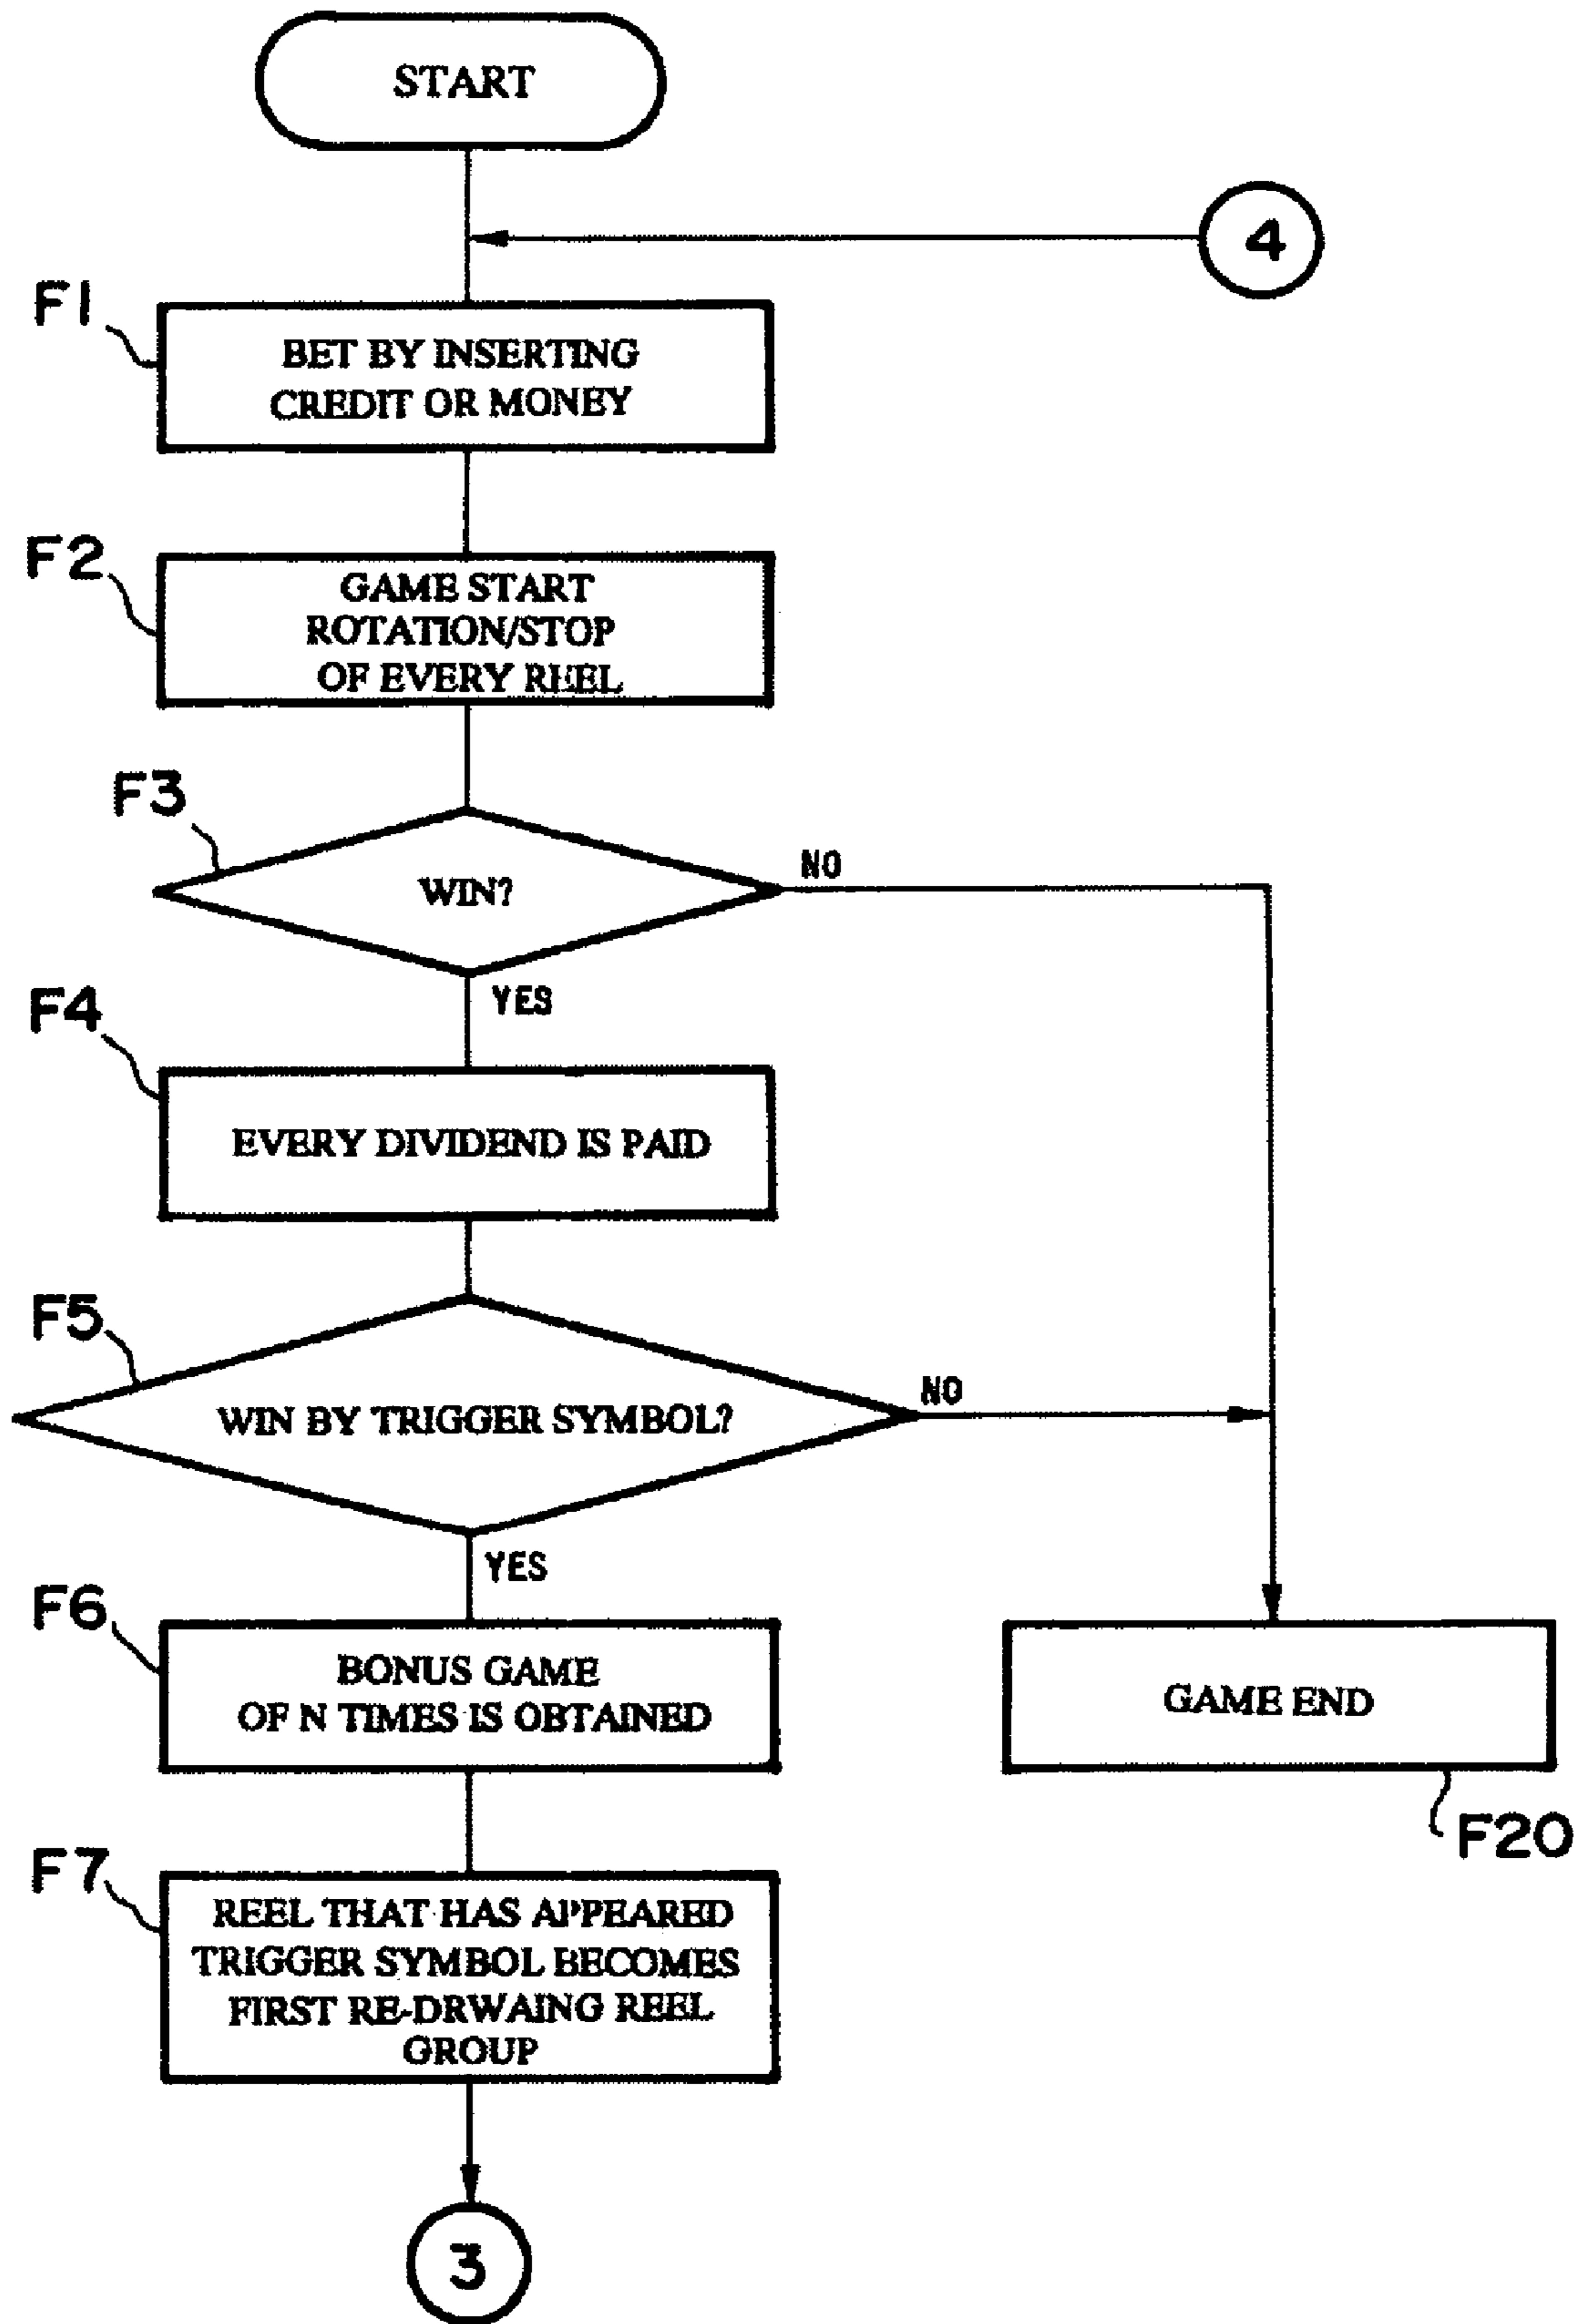 START
4
F1
BET BY INSERTING
CREDIT OR MONEY
F2
GAME START
ROTATION/STOP
OF EVERY REEL
F3
WIN?
NO
YES
F4
EVERY DIVIDEND IS PAID
F5
WIN BY TRIGGER SYMBOL?
NO
YES
F6
BONUS GAME
OF N TIMES IS OBTAINED
GAME END
F20
F7
REEL THAT HAS APPEARED
TRIGGER SYMBOL BECOMES
FIRST RE-DRWAING REEL
GROUP
3